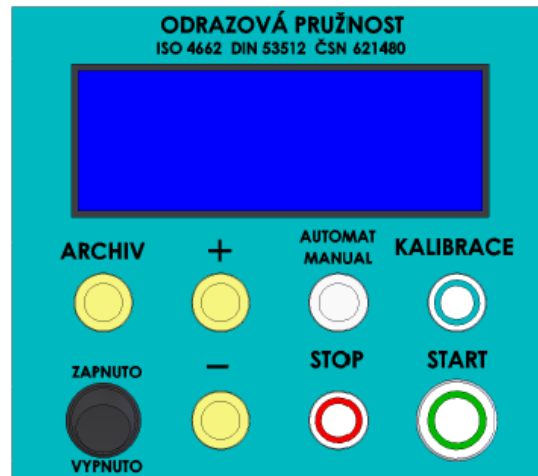 ODRAZOVÁ PRUŽNOST
ISO 4662 DIN 53512 ČSN 621480
ARCHIV
+
AUTOMAT
MANUAL
KALIBRACE
ZAPNUTO
VYPNUTO
−
STOP
START